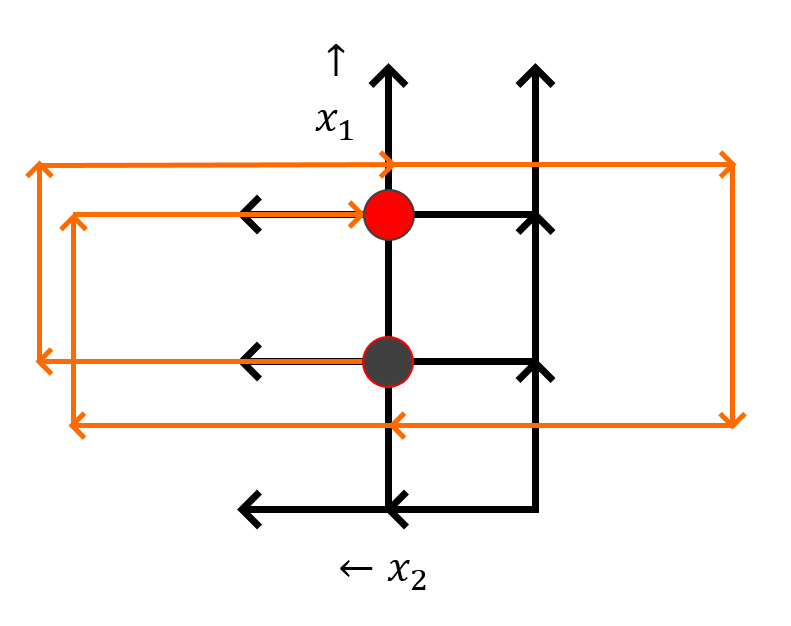 ↑
x₁
← x₂